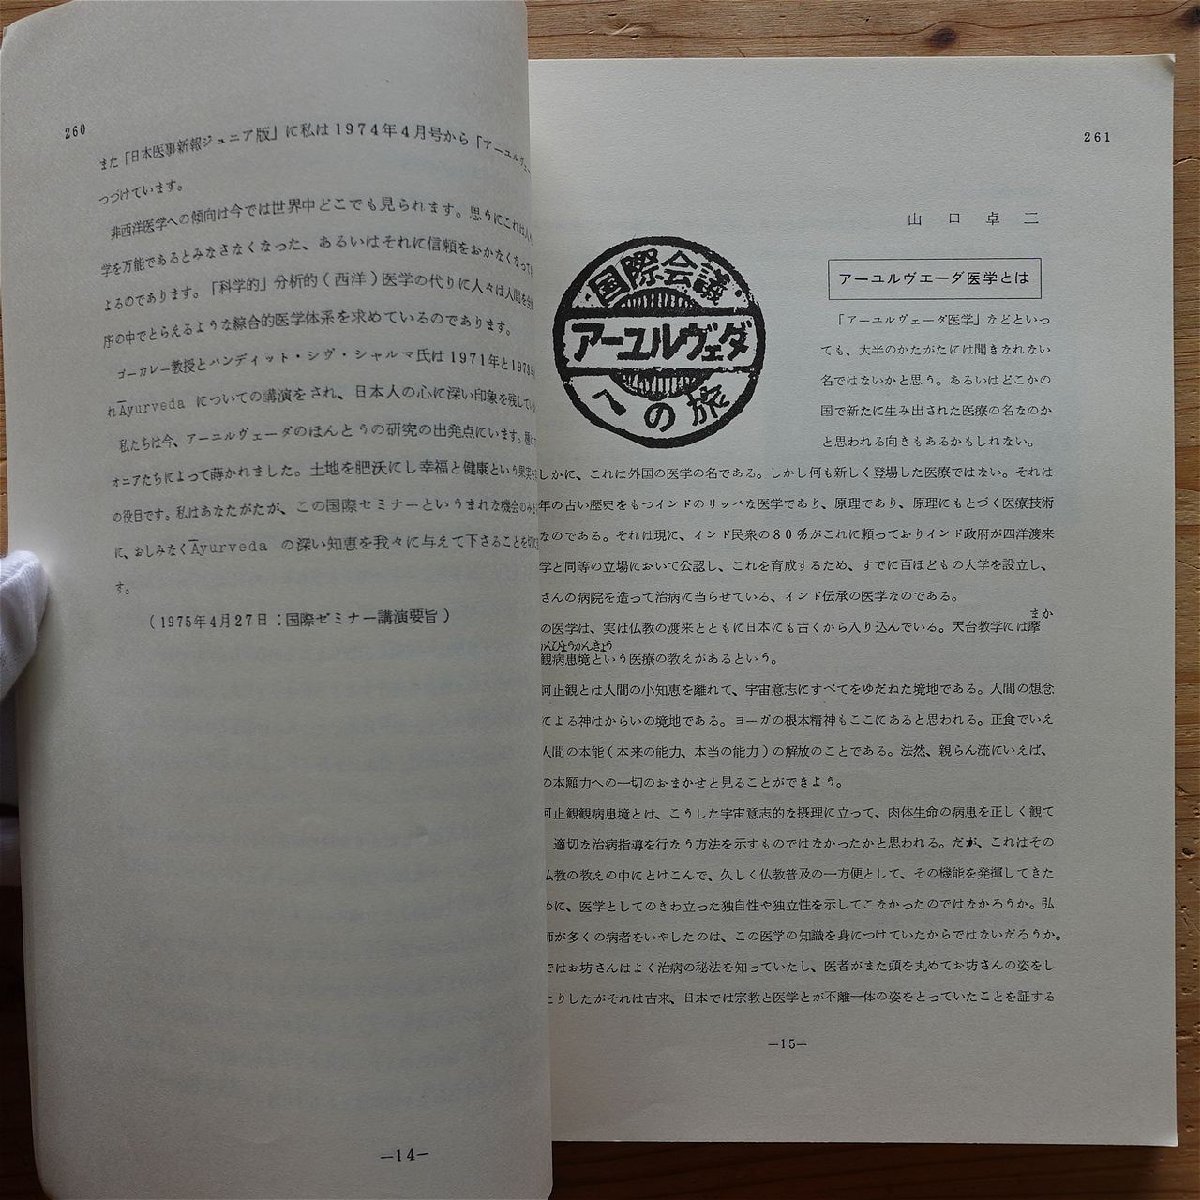 260
また「日本医事新報ジュニア版」に私は1974年4月号から「アーユルヴェー
つづけています。
非西洋医学への傾向は今では世界中どこでも見られます。思うにこれは人
学を万能であるとみなさなくなった、あるいはそれに信頼をおかなくなって
よるのであります。「科学的」分析的(西洋)医学の代りに人々は人間を
序の中でとらえるような綜合的医学体系を求めているのであります。
ゴーカレー教授とパンディット・シヴ・シャルマ氏は1971年と1973
れĀyurveda についての講演をされ、日本人の心に深い印象を残してい
私たちは今、アーユルヴェーダのほんとうの研究の出発点にいます。
オニアたちによって蒔かれました。土地を肥沃にし幸福と健康という果実
の役目です。私はあなたがたが、この国際セミナーというまれな機会の
に、おしみなくĀyurveda の深い知恵を我々に与えて下さることを
す。
(1975年4月27日:国際ゼミナー講演要旨)
—14—
261
山口卓二
国際会議
アーユルヴェダ
への旅
アーユルヴェーダ医学とは
「アーユルヴェーダ医学」などといっ
ても、大半のかたがたには聞きなれない
名ではないかと思う。あるいはどこかの
国で新たに生み出された医療の名なのか
と思われる向きもあるかもしれない。
しかに、これは外国の医学の名である。しかし何も新しく登場した医療ではない。それは
年の古い歴史をもつインドのリッパな医学であり、原理であり、原理にもとづく医療技術
なのである。それは現に、インド民衆の80%がこれに頼っておりインド政府が西洋渡来
学と同等の立場において公認し、これを育成するため、すでに百ほどの大学を設立し、
さんの病院を造って治病に当らせている、インド伝承の医学なのである。
の医学は、実は仏教の渡来とともに日本にも古くから入り込んでいる。天台教学には摩
まか
んびょうかんきょう
観病患境という医療の教えがあるという。
訶止観とは人間の小知恵を離れて、宇宙意志にすべてをゆだねた境地である。人間の想念
による神はからいの境地である。ヨーガの根本精神もここにあると思われる。正食でいえ
人間の本能(本来の能力、本当の能力)の解放のことである。法然、親らん流にいえば、
の本願力への一切のおまかせと見ることができよう。
訶止観観病患境とは、こうした宇宙意志的な摂理に立って、肉体生命の病患を正しく観て
適切な治病指導を行なう方法を示すものではなかったかと思われる。だが、これはその
仏教の教えの中にとけこんで、久しく仏教普及の一方便として、その機能を発揮してきた
めに、医学としてのきわ立った独自性や独立性を示してこなかったのではなかろうか。弘
師が多くの病者をいやしたのは、この医学の知識を身につけていたからではないだろうか。
ではお坊さんはよく治病の秘法を知っていたし、医者がまた頭を丸めてお坊さんの姿をし
たりしたがそれは古来、日本では宗教と医学とが不離一体の姿をとっていたことを証する
—15—